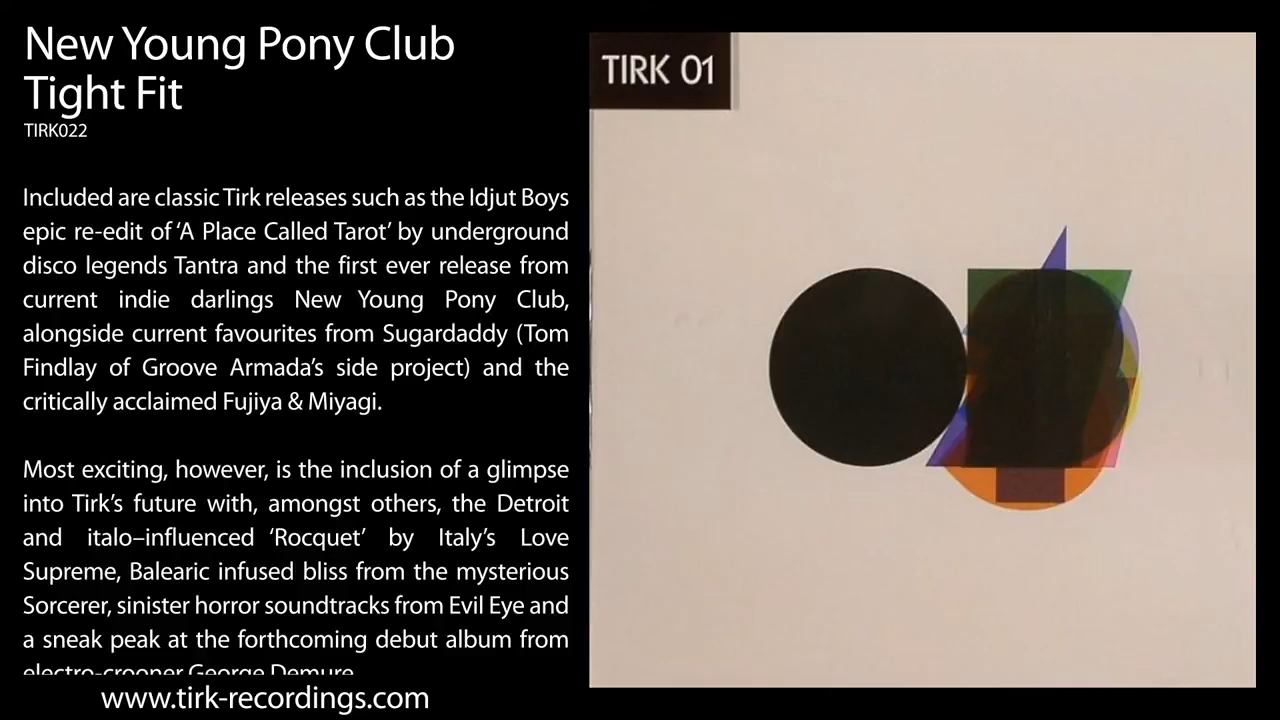 New Young Pony Club
Tight Fit
TIRK022
Included are classic Tirk releases such as the Idjut Boys
epic re-edit of ‘A Place Called Tarot’ by underground
disco legends Tantra and the first ever release from
current indie darlings New Young Pony Club,
alongside current favourites from Sugardaddy (Tom
Findlay of Groove Armada’s side project) and the
critically acclaimed Fujiya & Miyagi.
Most exciting, however, is the inclusion of a glimpse
into Tirk’s future with, amongst others, the Detroit
and italo–influenced ‘Rocquet’ by Italy’s Love
Supreme, Balearic infused bliss from the mysterious
Sorcerer, sinister horror soundtracks from Evil Eye and
a sneak peak at the forthcoming debut album from
electro-crooner George Demure
www.tirk-recordings.com
TIRK 01